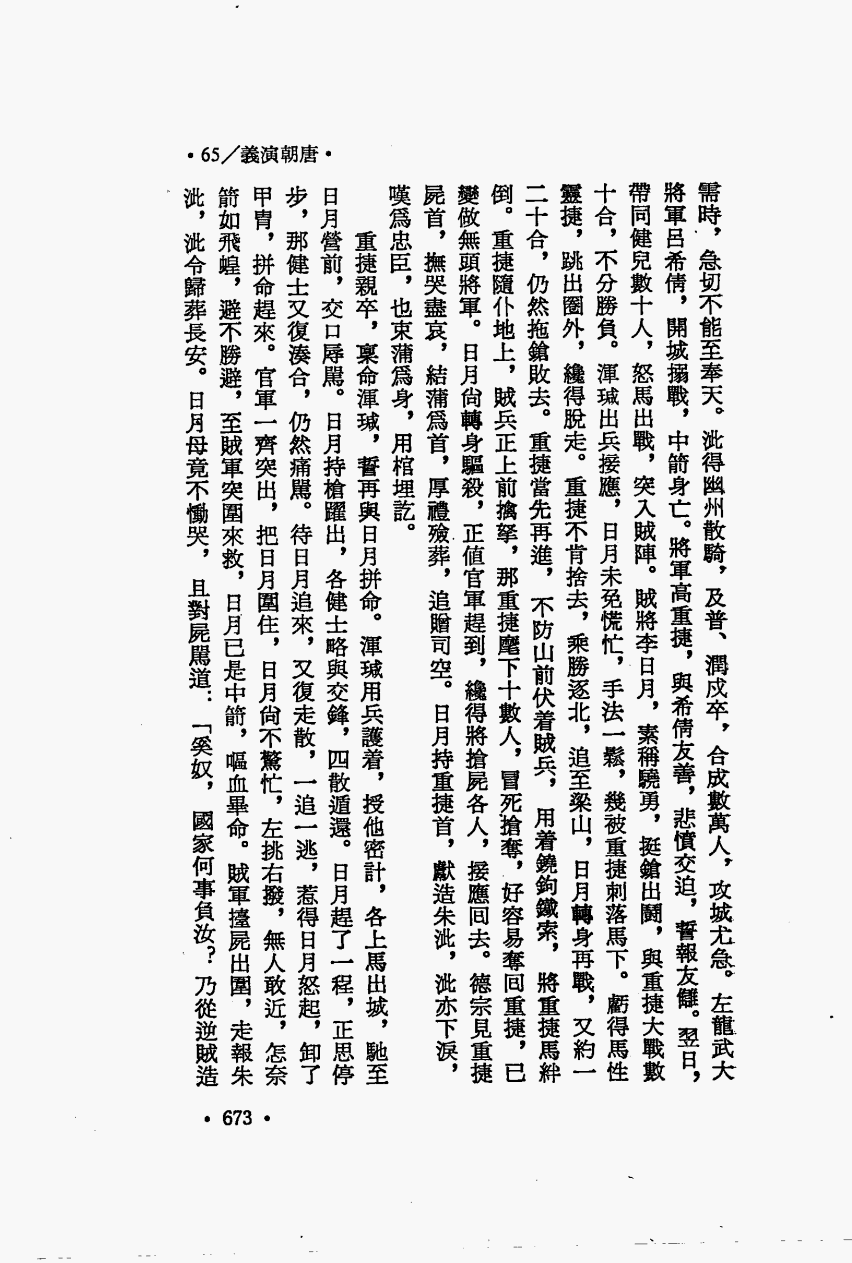 •65／義演朝唐•
需時，急切不能至奉天。泚得幽州散騎，及普、潤戍卒，合成數萬人，攻城尤急。左龍武大
將軍呂希倩，開城搦戰，中箭身亡。將軍高重捷，與希倩友善，悲憤交迫，誓報友讎。翌日，
帶同健兒數十人，怒馬出戰，突入賊陣。賊將李日月，素稱驍勇，挺鎗出鬭，與重捷大戰數
十合，不分勝負。渾瑊出兵接應，日月未免慌忙，手法一鬆，幾被重捷刺落馬下。虧得馬性
靈捷，跳出圈外，纔得脫走。重捷不肯捨去，乘勝逐北，追至梁山，日月轉身再戰，又約一
二十合，仍然拖鎗敗去。重捷當先再進，不防山前伏着賊兵，用着鐃鉤鐵索，將重捷馬絆
倒。重捷隨仆地上，賊兵正上前擒拏，那重捷麾下十數人，冒死搶奪，好容易奪回重捷，已
變做無頭將軍。日月尙轉身驅殺，正値官軍趕到，纔得將搶屍各人，接應回去。德宗見重捷
屍首，撫哭盡哀，結蒲爲首，厚禮殮葬，追贈司空。日月持重捷首，獻造朱泚，泚亦下淚，
嘆爲忠臣，也束蒲爲身，用棺埋訖。
重捷親卒，稟命渾瑊，誓再與日月拼命。渾瑊用兵護着，授他密計，各上馬出城，馳至
日月營前，交口辱駡。日月持槍躍出，各健士略與交鋒，四散遁還。日月趕了一程，正思停
步，那健士又復湊合，仍然痛駡。待日月追來，又復走散，一追一逃，惹得日月怒起，卸了
甲冑，拼命趕來。官軍一齊突出，把日月圍住，日月尙不驚忙，左挑右撥，無人敢近，怎奈
箭如飛蝗，避不勝避，至賊軍突圍來救，日月已是中箭，嘔血畢命。賊軍擡屍出圍，走報朱
泚，泚令歸葬長安。日月母竟不慟哭，且對屍駡道：「奚奴，國家何事負汝？乃從逆賊造
•673•